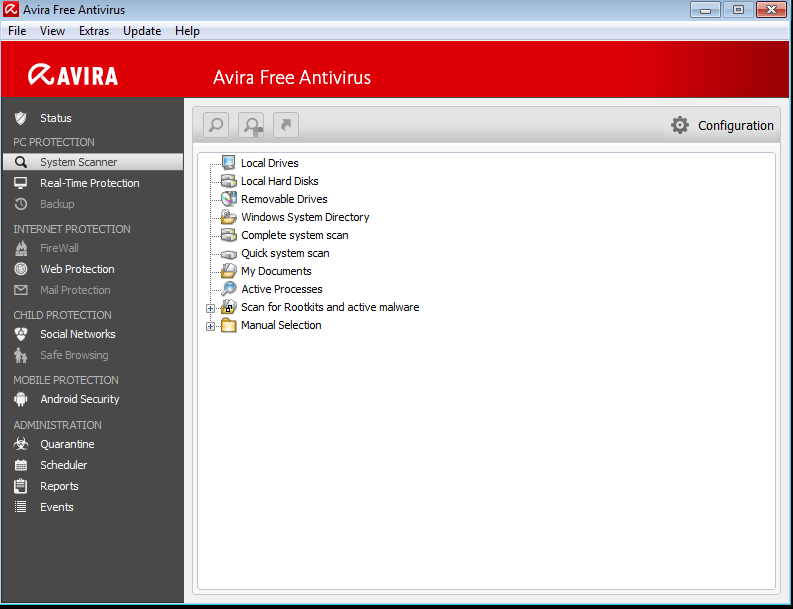 Avira Free Antivirus
File View Extras Update Help
AVIRA
Avira Free Antivirus
Status
PC PROTECTION
System Scanner
Real-Time Protection
Backup
INTERNET PROTECTION
FireWall
Web Protection
Mail Protection
CHILD PROTECTION
Social Networks
Safe Browsing
MOBILE PROTECTION
Android Security
ADMINISTRATION
Quarantine
Scheduler
Reports
Events
Configuration
Local Drives
Local Hard Disks
Removable Drives
Windows System Directory
Complete system scan
Quick system scan
My Documents
Active Processes
Scan for Rootkits and active malware
Manual Selection